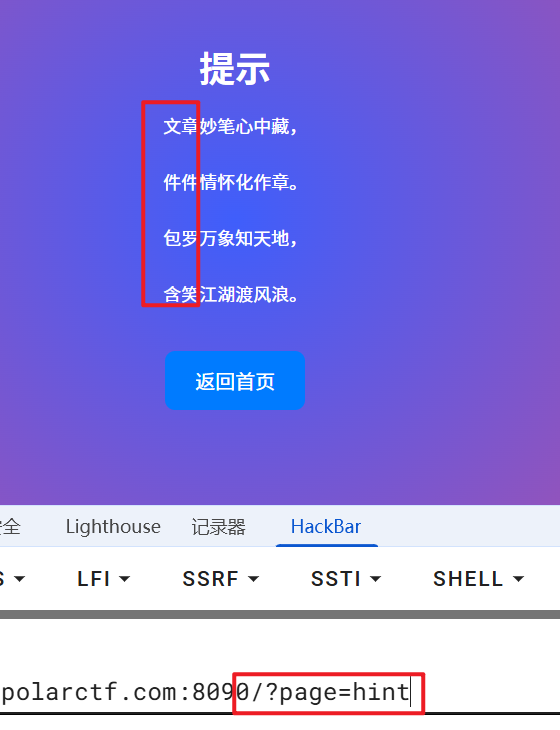 提示
文章妙笔心中藏，
件件情怀化作章。
包罗万象知天地，
含笑江湖渡风浪。
返回首页
全 Lighthouse 记录器 HackBar
LFI SSRF SSTI SHELL
polarctf.com:8090/?page=hint